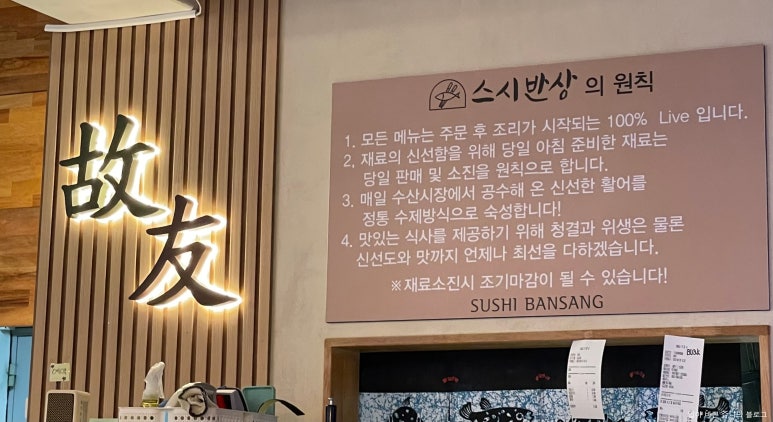 故友
스시반상의 원칙
1. 모든 메뉴는 주문 후 조리가 시작되는 100% Live 입니다.
2. 재료의 신선함을 위해 당일 아침 준비한 재료는
당일 판매 및 소진을 원칙으로 합니다.
3. 매일 수산시장에서 공수해 온 신선한 활어를
정통 수제방식으로 숙성합니다!
4. 맛있는 식사를 제공하기 위해 청결과 위생은 물론
신선도와 맛까지 언제나 최선을 다하겠습니다.
※재료소진시 조기마감이 될 수 있습니다!
SUSHI BANSANG